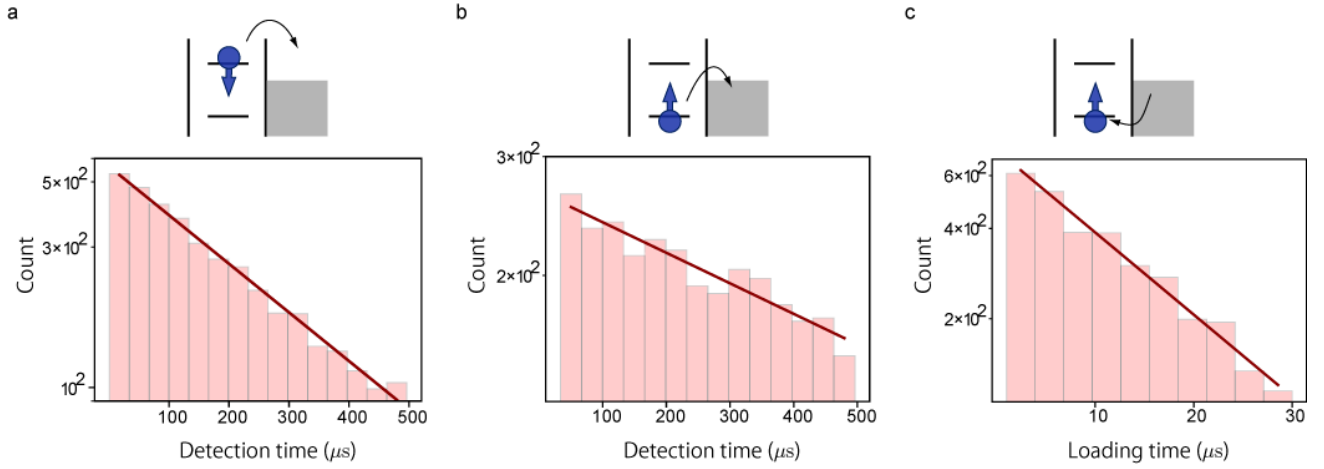 a
5×10²
3×10²
10²
Count
100 200 300 400 500
Detection time (μs)
b
3×10²
2×10²
Count
100 200 300 400 500
Detection time (μs)
c
6×10²
4×10²
2×10²
Count
10 20 30
Loading time (μs)